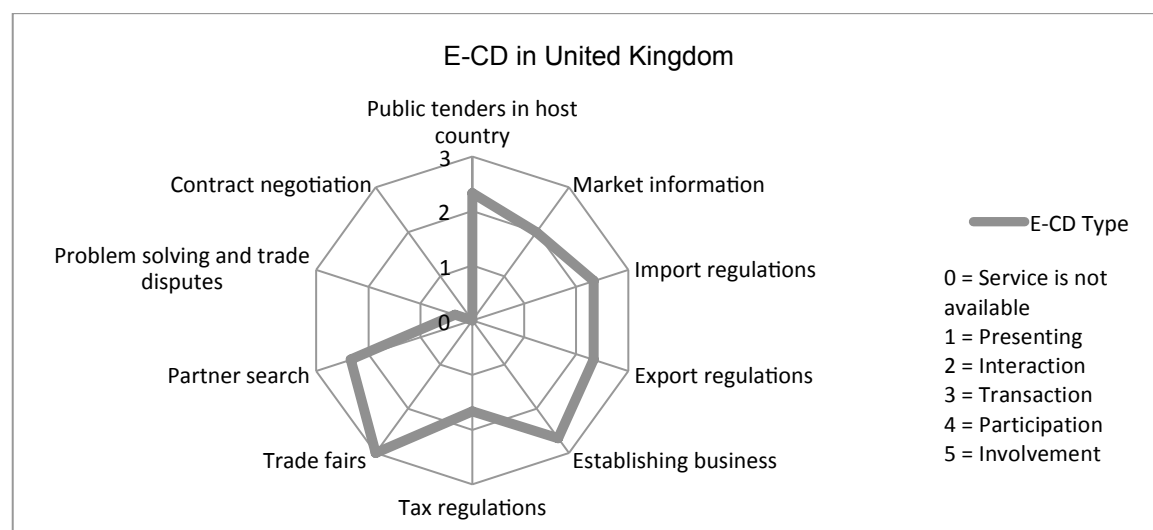 E-CD in United Kingdom
Public tenders in host
country
3
Contract negotiation
Market information
2
Problem solving and trade
disputes
Import regulations
1
0
Partner search
Export regulations
Trade fairs
Establishing business
Tax regulations
E-CD Type
0 = Service is not
available
1 = Presenting
2 = Interaction
3 = Transaction
4 = Participation
5 = Involvement